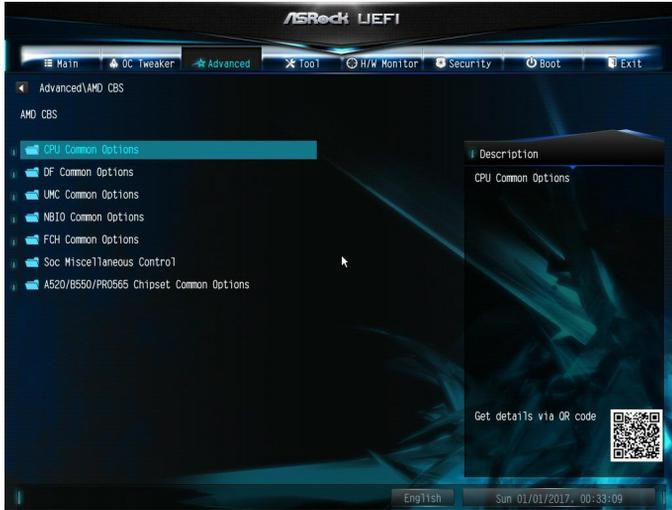 ASRock UEFI
Main OC Tweaker Advanced Tool H/W Monitor Security Boot Exit
Advanced\AMD CBS
AMD CBS
CPU Common Options
DF Common Options
UMC Common Options
NBIO Common Options
FCH Common Options
Soc Miscellaneous Control
A520/B550/PRO565 Chipset Common Options
Description
CPU Common Options
Get details via QR code
English Sun 01/01/2017. 00:33:09